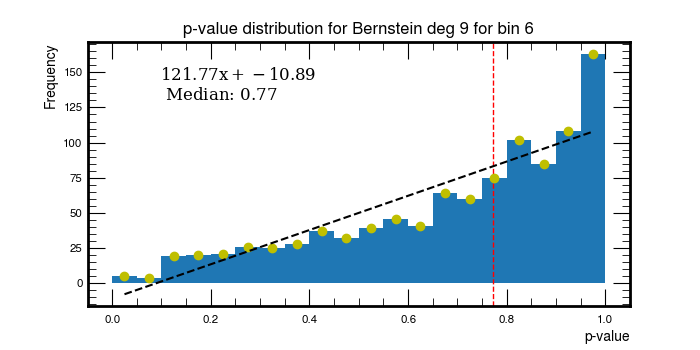 p-value distribution for Bernstein deg 9 for bin 6
Frequency
121.77x + −10.89
Median: 0.77
150
125
100
75
50
25
0
0.0 0.2 0.4 0.6 0.8 1.0
p-value